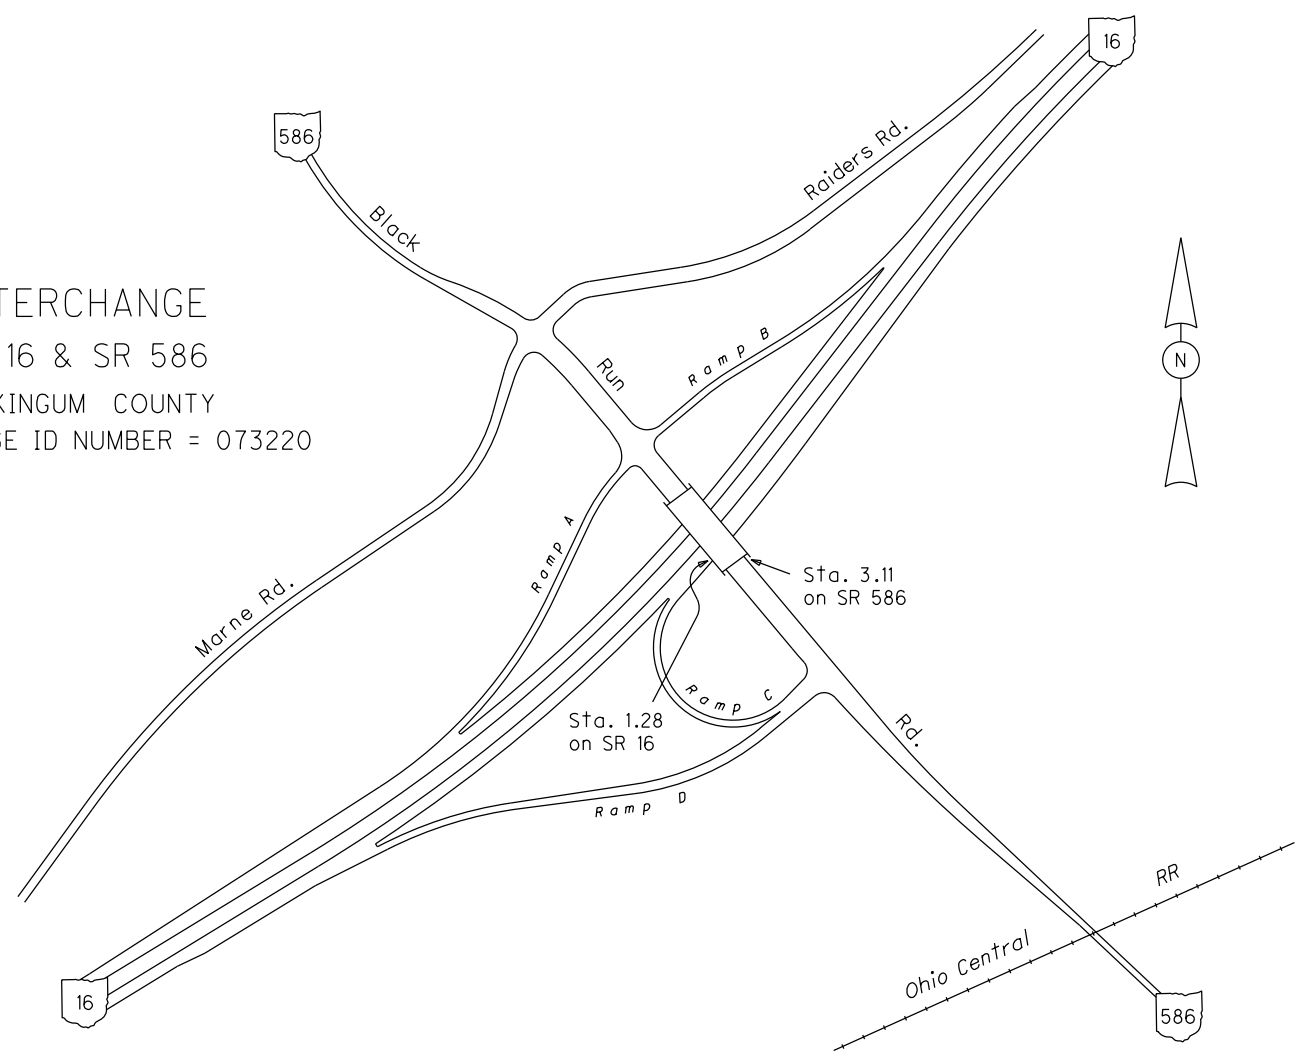 16
586
Raiders Rd.
Black
TERCHANGE
16 & SR 586
KINGUM COUNTY
SE ID NUMBER = 073220
Run
Ramp B
N
Ramp A
Sta. 3.11
on SR 586
Marne Rd.
Ramp C
Sta. 1.28
on SR 16
Rd.
Ramp D
RR
Ohio Central
16
586